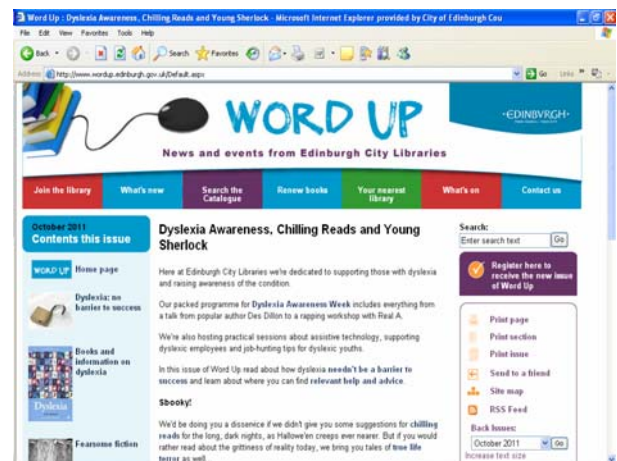 Word Up : Dyslexia Awareness, Chilling Reads and Young Sherlock - Microsoft Internet Explorer provided by City of Edinburgh Cou
File Edit View Favorites Tools Help
Back Search Favorites
Address http://www.wordup.edinburgh.gov.uk/Default.aspx Go Links
WORD UP
·EDINBVRGH·
News and events from Edinburgh City Libraries
Join the library What's new Search the Catalogue Renew books Your nearest library What's on Contact us
October 2011
Contents this issue
WORD UP Home page
Dyslexia: no
barrier to success
Books and
information on
dyslexia
Dyslexia
Fearsome fiction
Dyslexia Awareness, Chilling Reads and Young
Sherlock
Here at Edinburgh City Libraries we're dedicated to supporting those with dyslexia
and raising awareness of the condition.
Our packed programme for Dyslexia Awareness Week includes everything from
a talk from popular author Des Dillon to a rapping workshop with Real A.
We're also hosting practical sessions about assistive technology, supporting
dyslexic employees and job-hunting tips for dyslexic youths.
In this issue of Word Up read about how dyslexia needn't be a barrier to
success and learn about where you can find relevant help and advice.
Sbooky!
We'd be doing you a disservice if we didn't give you some suggestions for chilling
reads for the long, dark nights, as Hallowe'en creeps ever nearer. But if you would
rather read about the grittiness of reality today, we bring you tales of true life
terror as well...
Search:
Enter search text Go
Register here to
receive the new issue
of Word Up
Print page
Print section
Print issue
Send to a friend
Site map
RSS Feed
Back Issues:
October 2011 Go
Increase text size